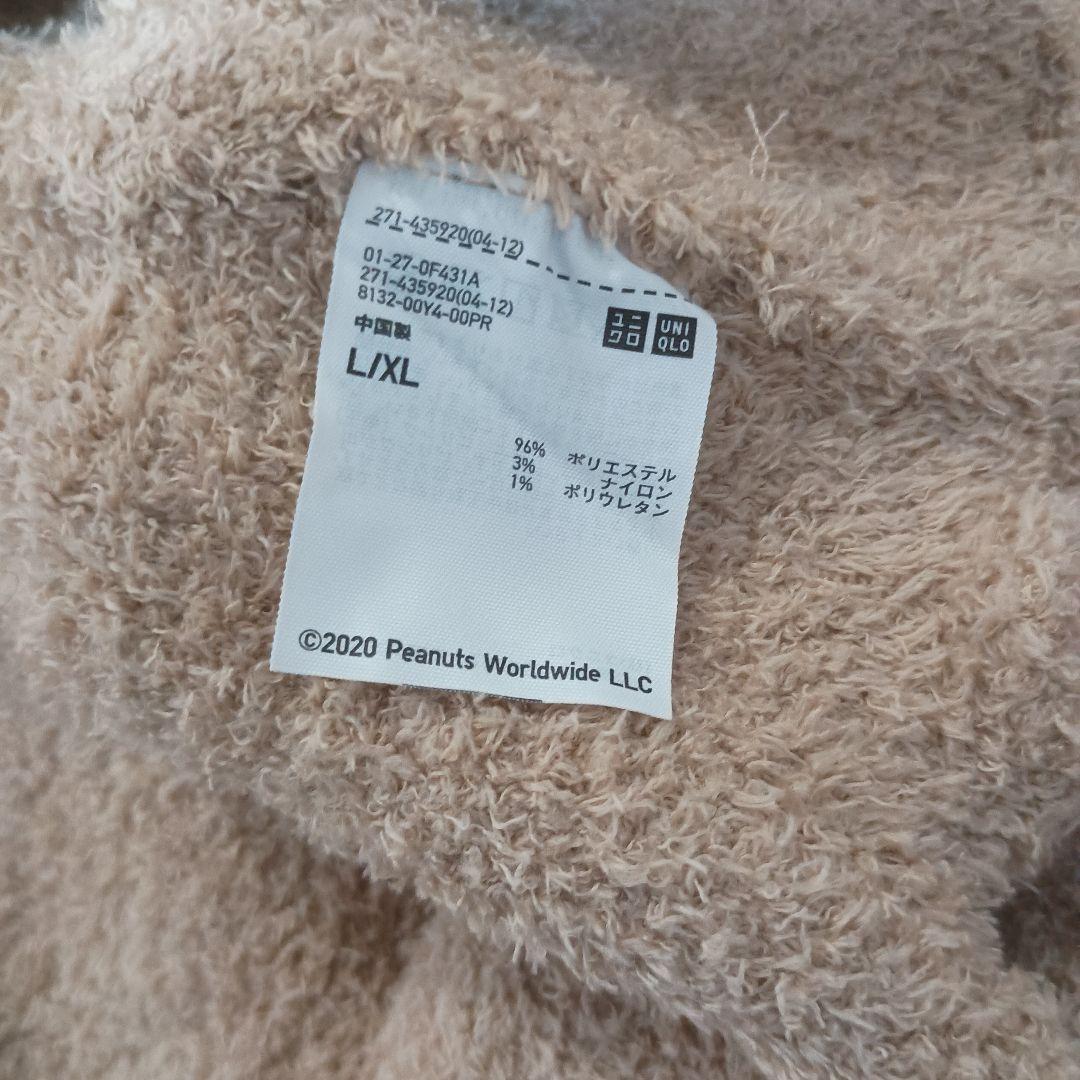 271-435920(04-12)
01-27-0F431A
271-435920(04-12)
8132-00Y4-00PR
中国製
L/XL
ユニ
クロ
UNI
QLO
96% ポリエステル
3% ナイロン
1% ポリウレタン
©2020 Peanuts Worldwide LLC